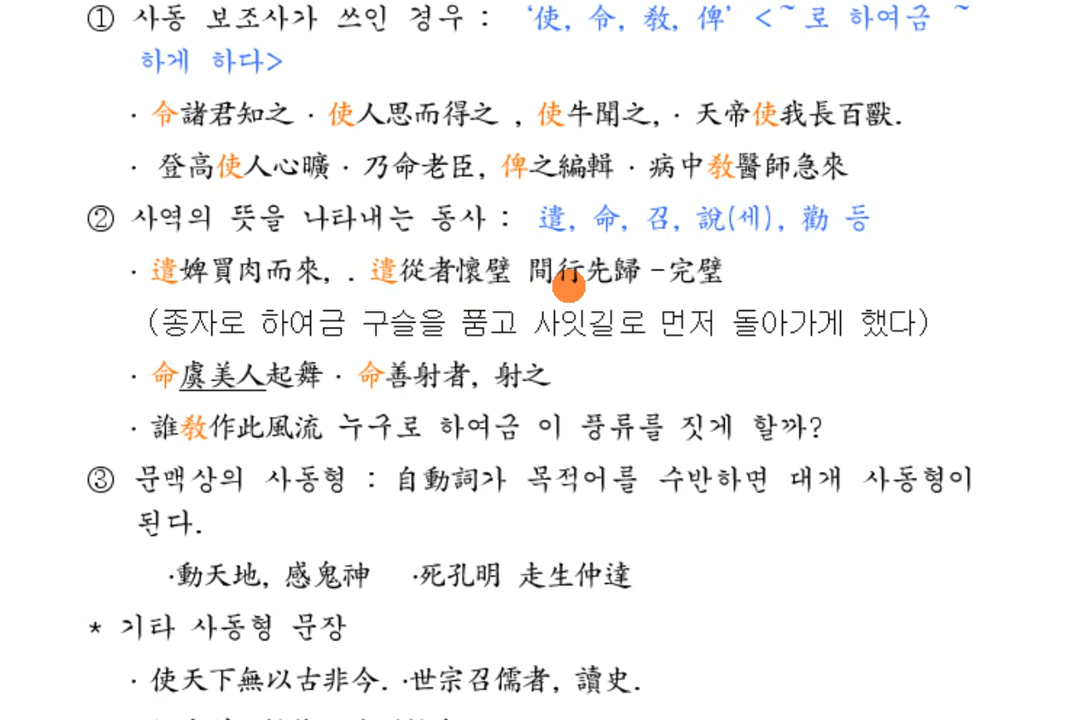 ① 사동 보조사가 쓰인 경우 : ‘使, 令, 敎, 俾’ <~로 하여금 ~
하게 하다>
· 令諸君知之 · 使人思而得之 , 使牛聞之, · 天帝使我長百獸.
· 登高使人心曠 · 乃命老臣, 俾之編輯 · 病中敎醫師急來
② 사역의 뜻을 나타내는 동사 : 遣, 命, 召, 說(세), 勸 등
· 遣婢買肉而來, . 遣從者懷璧 間行先歸 -完璧
(종자로 하여금 구슬을 품고 사잇길로 먼저 돌아가게 했다)
· 命虞美人起舞 · 命善射者, 射之
· 誰敎作此風流 누구로 하여금 이 풍류를 짓게 할까?
③ 문맥상의 사동형 : 自動詞가 목적어를 수반하면 대개 사동형이
된다.
·動天地, 感鬼神 ·死孔明 走生仲達
* 기타 사동형 문장
· 使天下無以古非今. ·世宗召儒者, 讀史.